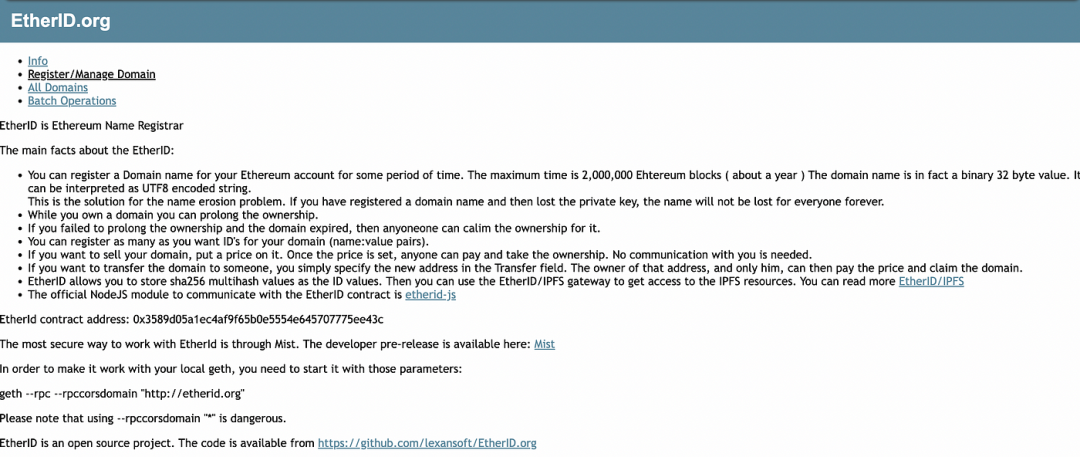 EtherID.org
Info
Register/Manage Domain
All Domains
Batch Operations
EtherID is Ethereum Name Registrar
The main facts about the EtherID:
You can register a Domain name for your Ethereum account for some period of time. The maximum time is 2,000,000 Ehtereum blocks ( about a year ) The domain name is in fact a binary 32 byte value. It
can be interpreted as UTF8 encoded string.
This is the solution for the name erosion problem. If you have registered a domain name and then lost the private key, the name will not be lost for everyone forever.
While you own a domain you can prolong the ownership.
If you failed to prolong the ownership and the domain expired, then anyoneone can calim the ownership for it.
You can register as many as you want ID's for your domain (name:value pairs).
If you want to sell your domain, put a price on it. Once the price is set, anyone can pay and take the ownership. No communication with you is needed.
If you want to transfer the domain to someone, you simply specify the new address in the Transfer field. The owner of that address, and only him, can then pay the price and claim the domain.
EtherID allows you to store sha256 multihash values as the ID values. Then you can use the EtherID/IPFS gateway to get access to the IPFS resources. You can read more EtherID/IPFS
The official NodeJS module to communicate with the EtherID contract is etherid-js
EtherId contract address: 0x3589d05a1ec4af9f65b0e5554e645707775ee43c
The most secure way to work with EtherId is through Mist. The developer pre-release is available here: Mist
In order to make it work with your local geth, you need to start it with those parameters:
geth --rpc --rpccorsdomain "http://etherid.org"
Please note that using --rpccorsdomain "*" is dangerous.
EtherID is an open source project. The code is available from https://github.com/lexansoft/EtherID.org